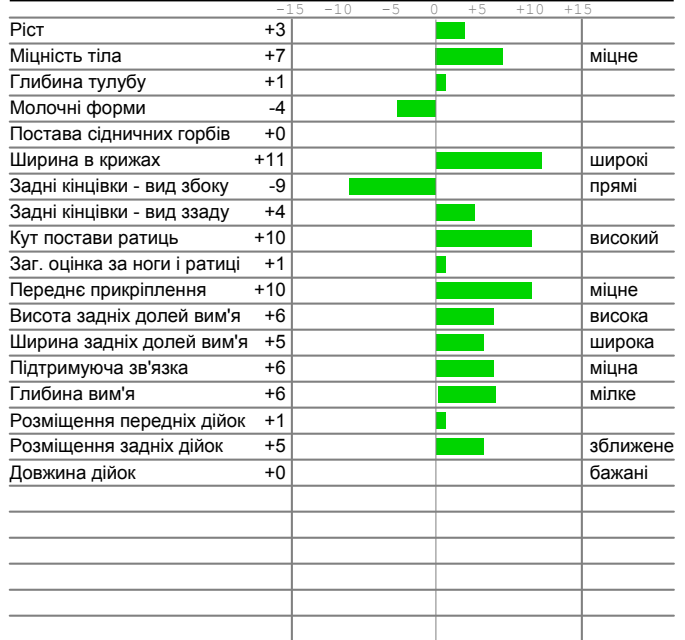 -15 -10 -5 0 +5 +10 +15
Ріст +3
Міцність тіла +7 міцне
Глибина тулубу +1
Молочні форми -4
Постава сідничних горбів +0
Ширина в крижах +11 широкі
Задні кінцівки - вид збоку -9 прямі
Задні кінцівки - вид ззаду +4
Кут постави ратиць +10 високий
Заг. оцінка за ноги і ратиці +1
Переднє прикріплення +10 міцне
Висота задніх долей вим'я +6 висока
Ширина задніх долей вим'я +5 широка
Підтримуюча зв'язка +6 міцна
Глибина вим'я +6 мілке
Розміщення передніх дійок +1
Розміщення задніх дійок +5 зближене
Довжина дійок +0 бажані